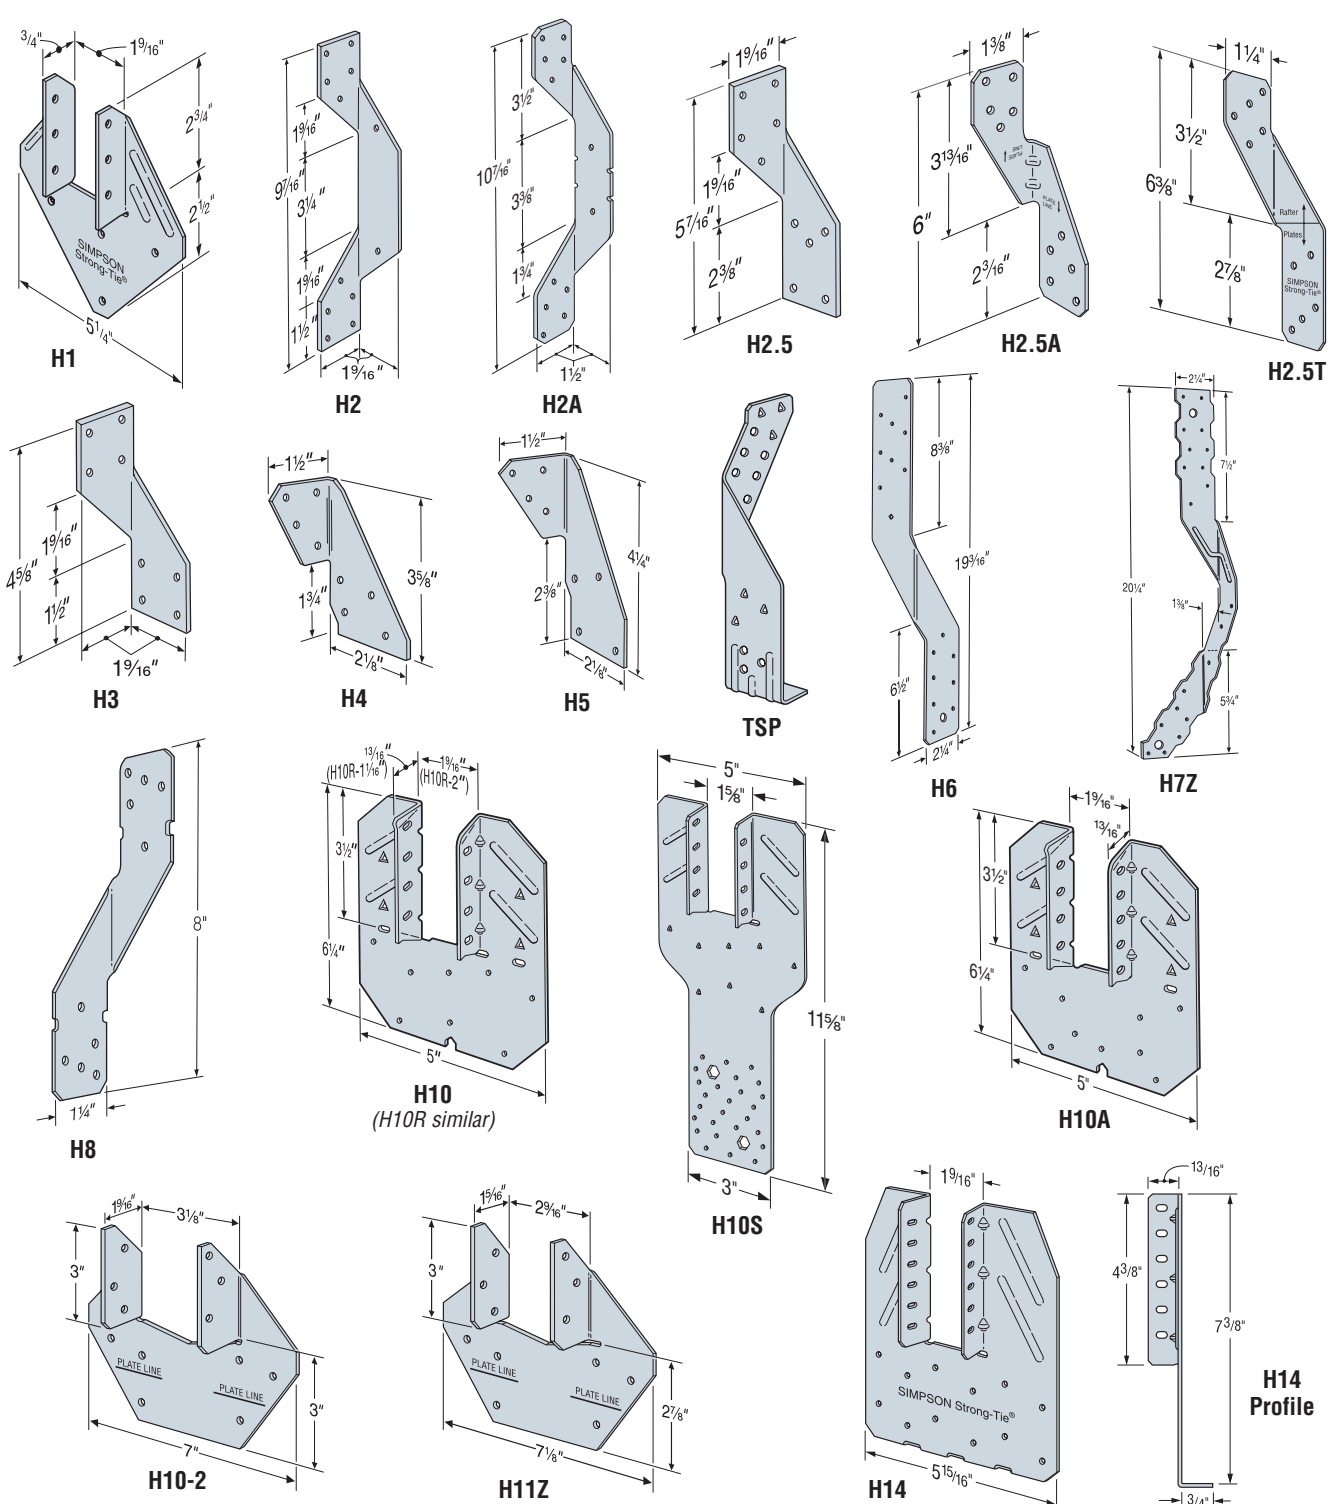 3/4"
1 9/16"
2 3/4"
2 1/2"
SIMPSON
Strong-Tie®
5 1/4"
H1
9 7/16"
1 9/16"
3 1/4"
1 9/16"
1 1/2"
1 9/16"
H2
10 7/16"
3 1/2"
3 3/8"
1 3/4"
1 1/2"
H2A
1 9/16"
5 7/16"
1 9/16"
2 3/8"
H2.5
1 3/8"
6"
3 13/16"
2 3/16"
PLATE
LINE
PLATE
LINE
H2.5A
1 1/4"
6 3/8"
3 1/2"
2 7/8"
Rafter
Plates
SIMPSON
Strong-Tie®
H2.5T
4 5/8"
1 9/16"
1 1/2"
1 9/16"
H3
1 1/2"
1 3/4"
3 5/8"
2 1/8"
H4
1 1/2"
2 3/8"
4 1/4"
2 1/8"
H5
TSP
8 3/8"
19 3/16"
6 1/2"
2 1/4"
H6
2 1/4"
7 1/2"
20 1/4"
1 3/8"
5 3/4"
H7Z
8"
1 1/4"
H8
13/16"
(H10R-1 1/16")
1 9/16"
(H10R-2")
3 1/2"
6 1/4"
5"
H10
(H10R similar)
5"
1 5/8"
11 5/8"
3"
H10S
1 9/16"
13/16"
3 1/2"
6 1/4"
5"
H10A
1 9/16"
3 1/8"
3"
PLATE LINE
PLATE LINE
3"
7"
H10-2
1 5/16"
2 9/16"
3"
PLATE LINE
PLATE LINE
2 7/8"
7 1/8"
H11Z
1 9/16"
SIMPSON Strong-Tie®
5 15/16"
H14
13/16"
4 3/8"
7 3/8"
3/4"
H14
Profile